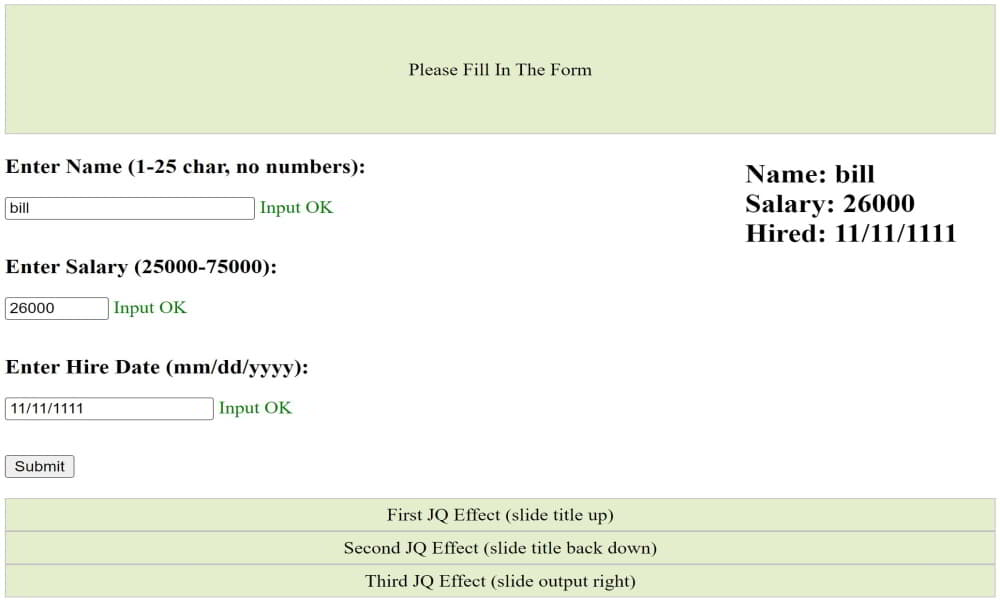 Please Fill In The Form
Enter Name (1-25 char, no numbers):
bill Input OK
Enter Salary (25000-75000):
26000 Input OK
Enter Hire Date (mm/dd/yyyy):
11/11/1111 Input OK
Submit
Name: bill
Salary: 26000
Hired: 11/11/1111
First JQ Effect (slide title up)
Second JQ Effect (slide title back down)
Third JQ Effect (slide output right)